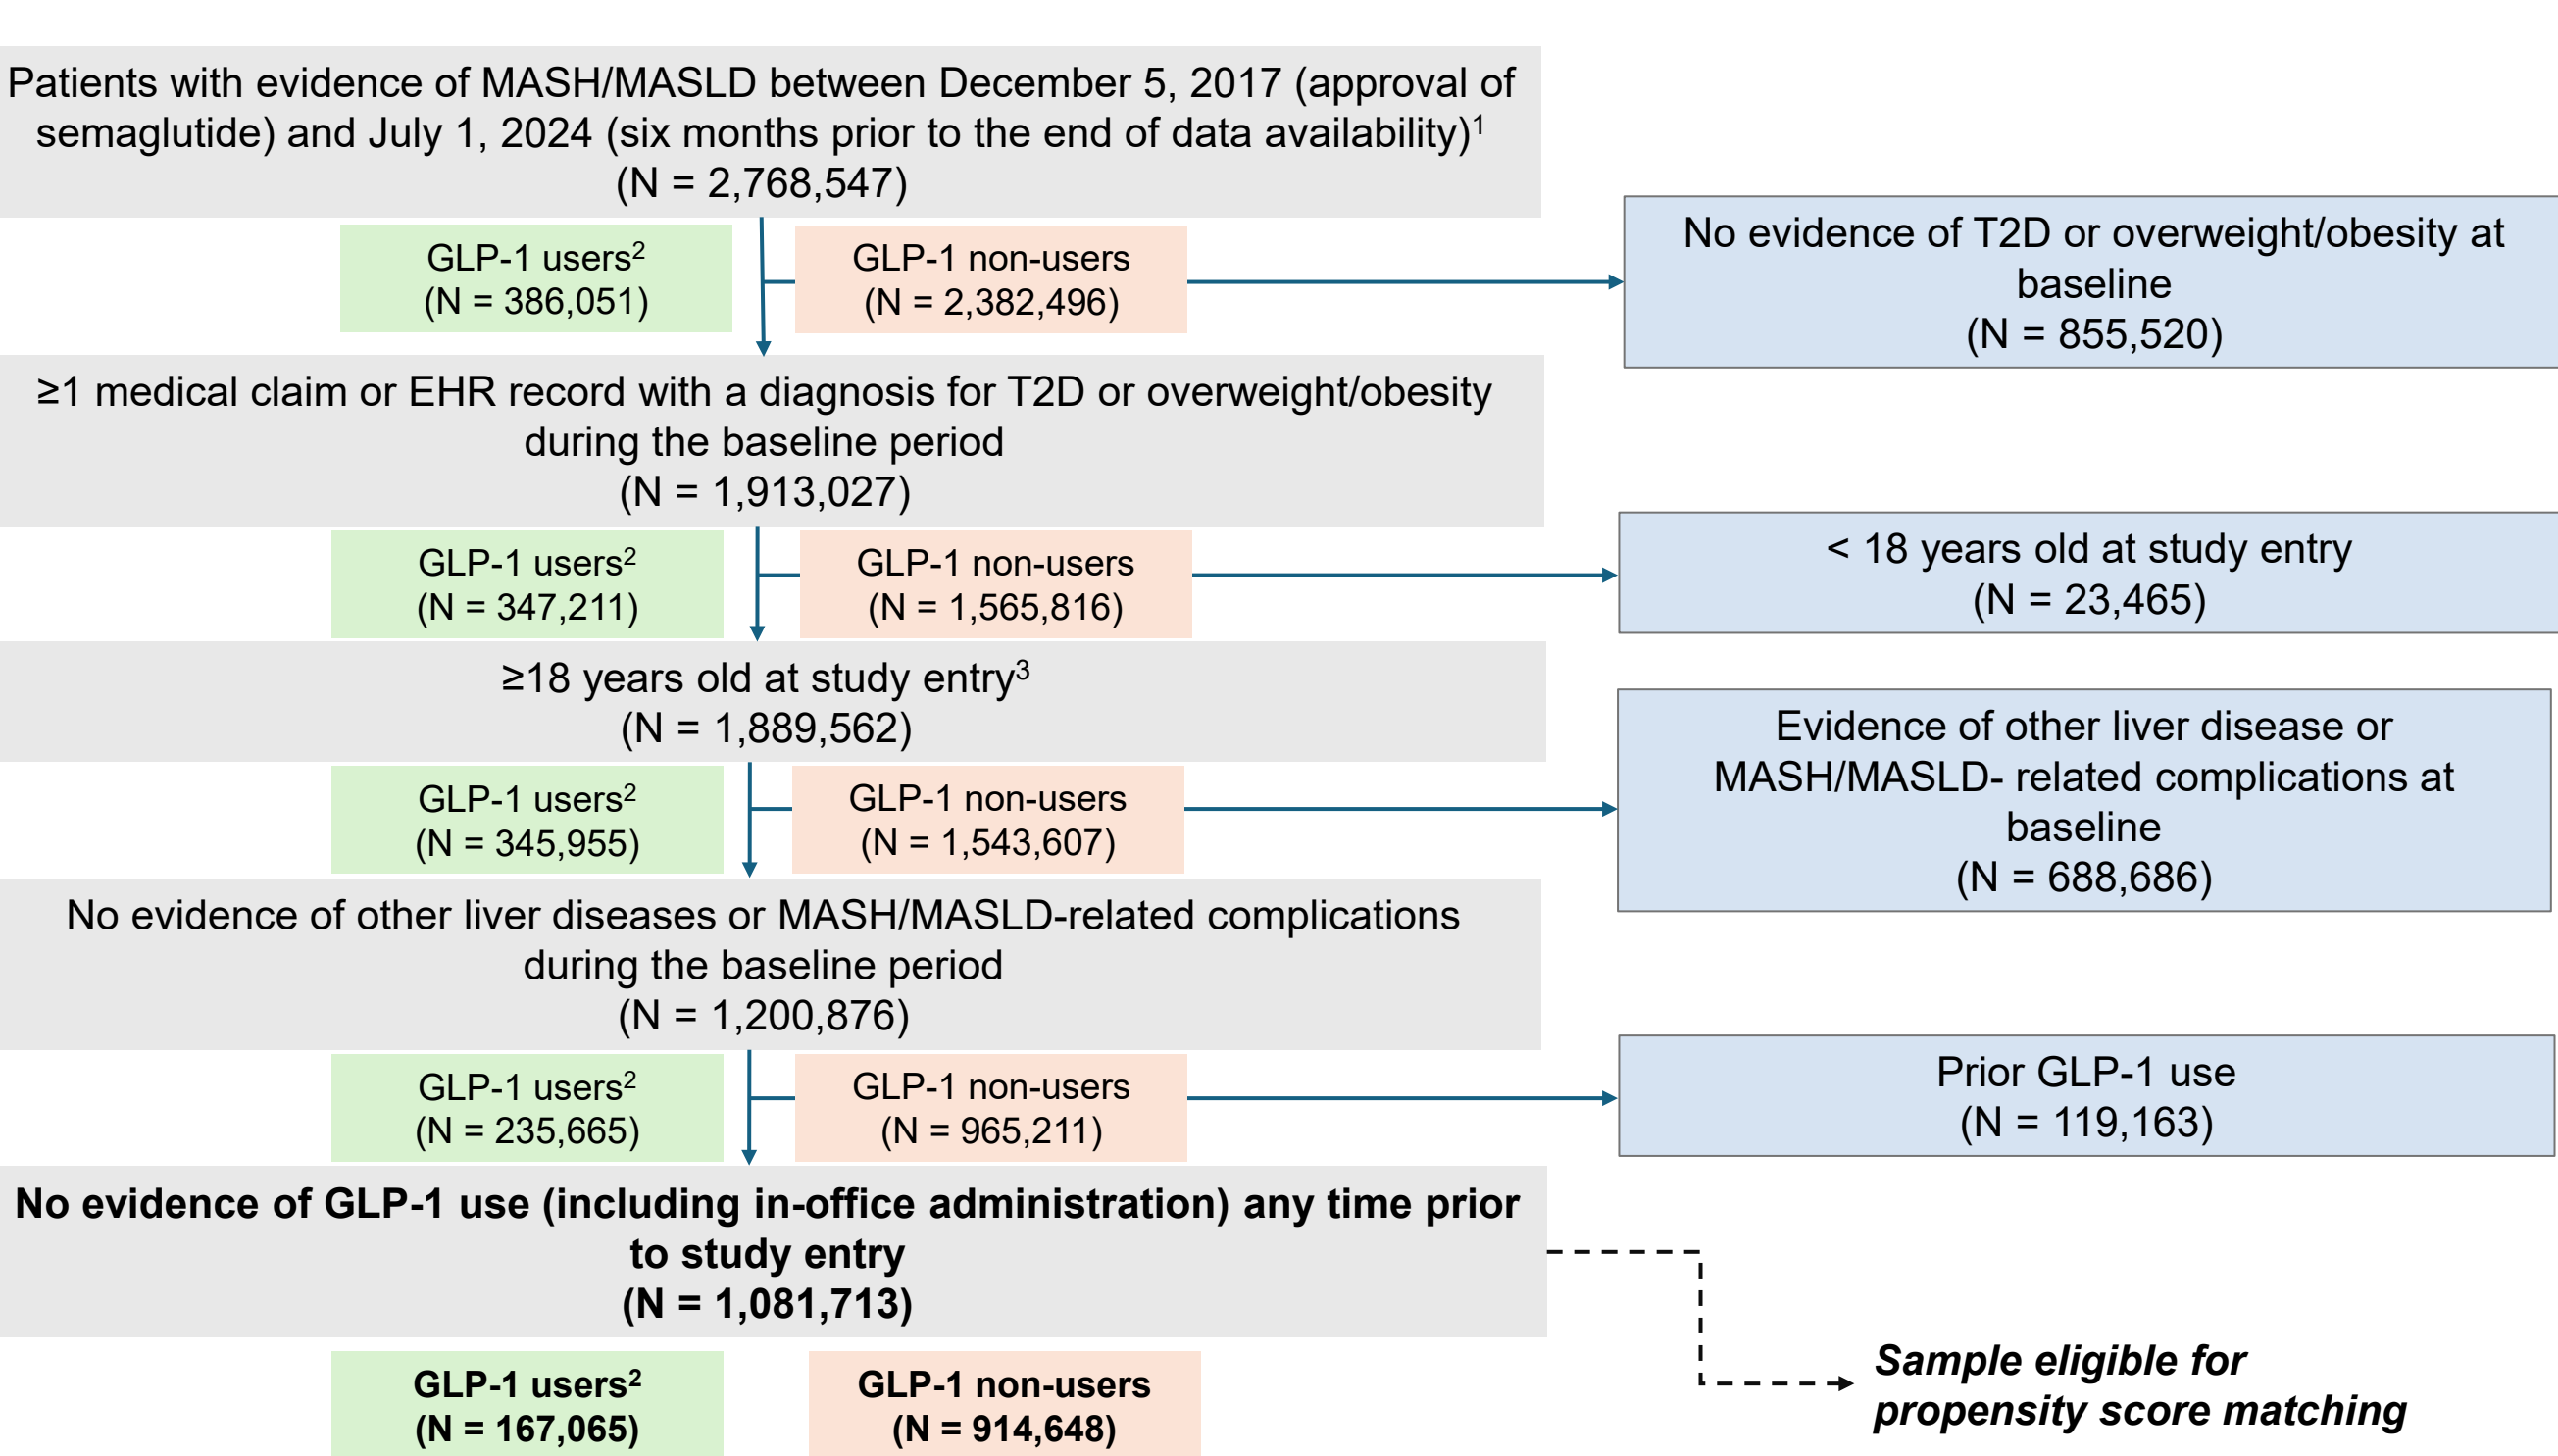 Patients with evidence of MASH/MASLD between December 5, 2017 (approval of
semaglutide) and July 1, 2024 (six months prior to the end of data availability)¹
(N = 2,768,547)
GLP-1 users²
(N = 386,051)
GLP-1 non-users
(N = 2,382,496)
No evidence of T2D or overweight/obesity at
baseline
(N = 855,520)
≥1 medical claim or EHR record with a diagnosis for T2D or overweight/obesity
during the baseline period
(N = 1,913,027)
GLP-1 users²
(N = 347,211)
GLP-1 non-users
(N = 1,565,816)
< 18 years old at study entry
(N = 23,465)
≥18 years old at study entry³
(N = 1,889,562)
GLP-1 users²
(N = 345,955)
GLP-1 non-users
(N = 1,543,607)
Evidence of other liver disease or
MASH/MASLD- related complications at
baseline
(N = 688,686)
No evidence of other liver diseases or MASH/MASLD-related complications
during the baseline period
(N = 1,200,876)
GLP-1 users²
(N = 235,665)
GLP-1 non-users
(N = 965,211)
Prior GLP-1 use
(N = 119,163)
No evidence of GLP-1 use (including in-office administration) any time prior
to study entry
(N = 1,081,713)
GLP-1 users²
(N = 167,065)
GLP-1 non-users
(N = 914,648)
Sample eligible for
propensity score matching